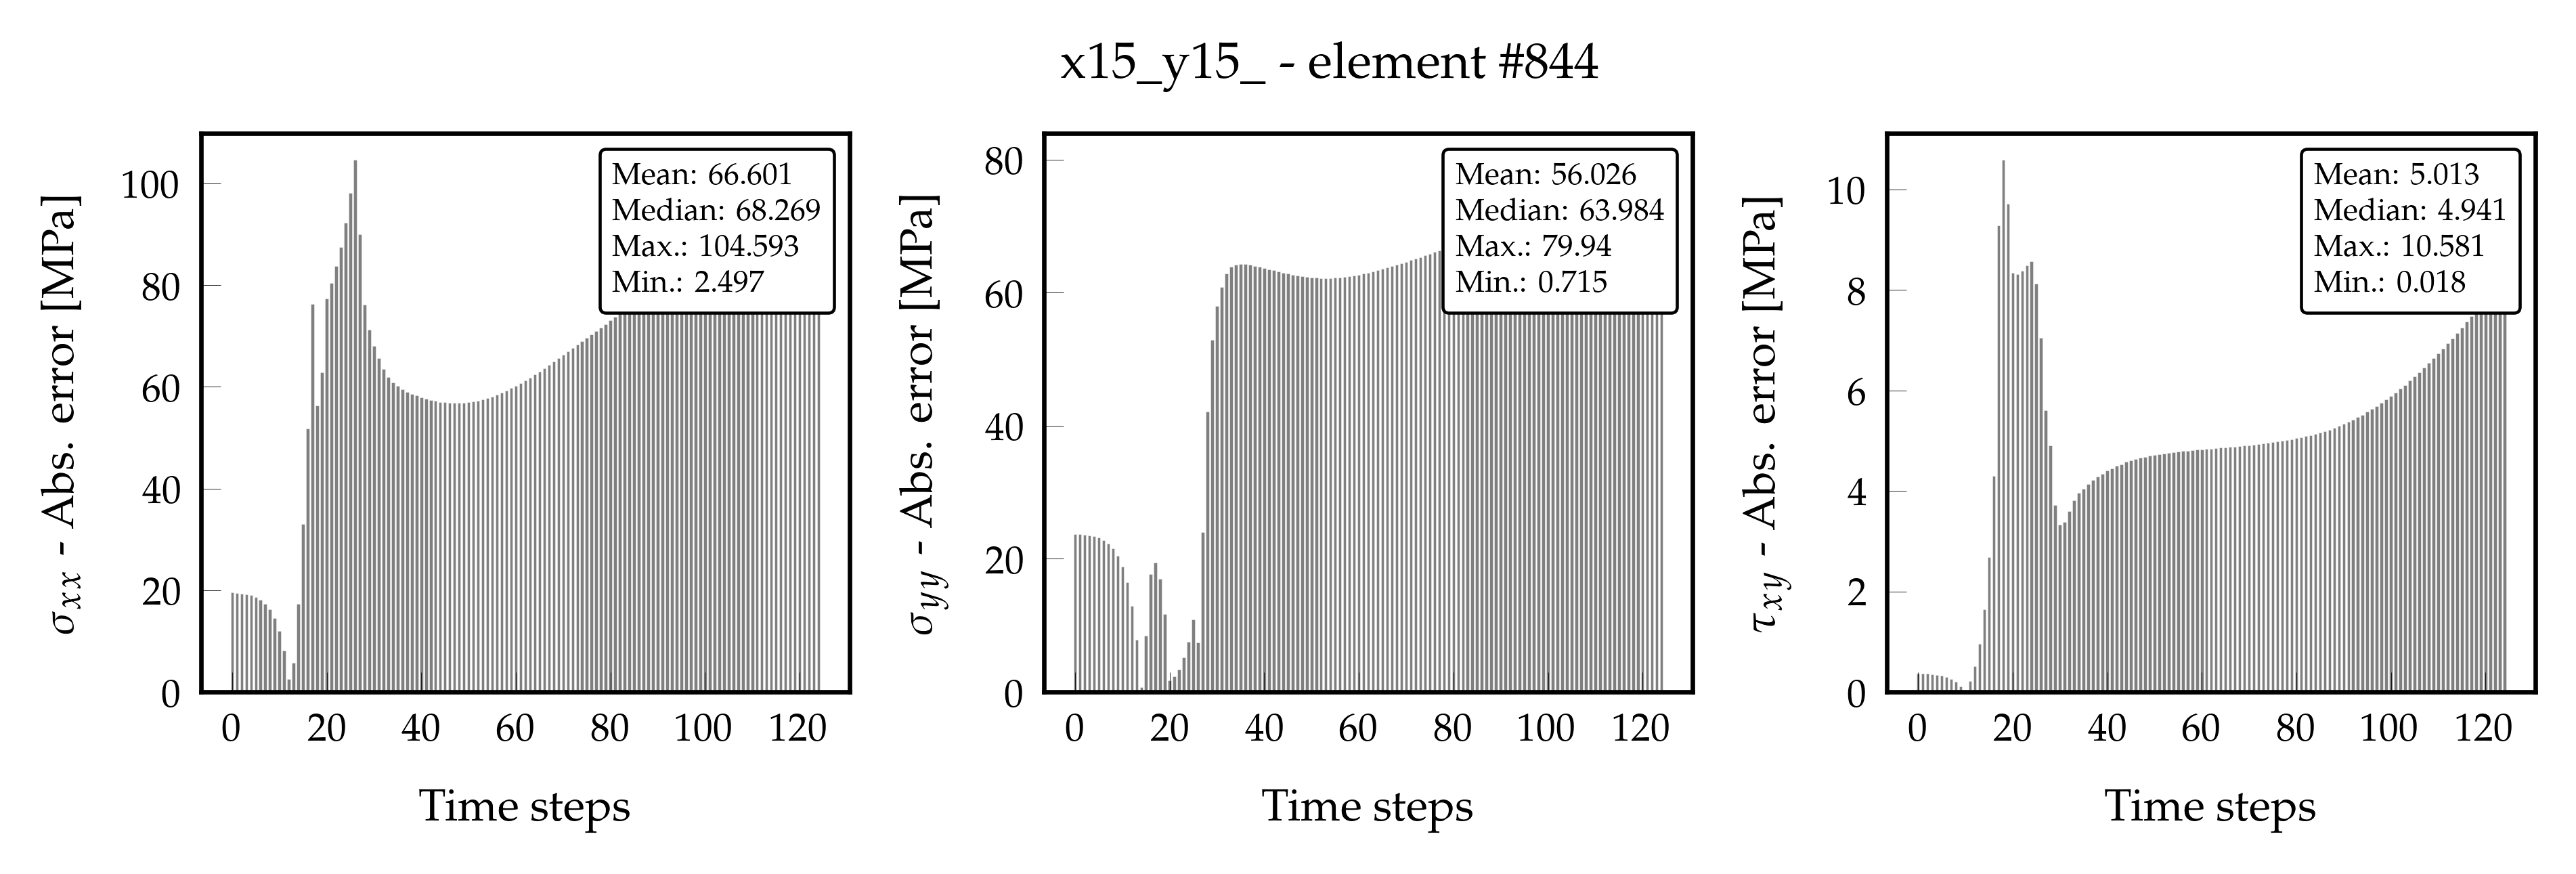 x15_y15_ - element #844
σxx - Abs. error [MPa]
100
80
60
40
20
0
Mean: 66.601
Median: 68.269
Max.: 104.593
Min.: 2.497
0 20 40 60 80 100 120
Time steps
σyy - Abs. error [MPa]
80
60
40
20
0
Mean: 56.026
Median: 63.984
Max.: 79.94
Min.: 0.715
0 20 40 60 80 100 120
Time steps
τxy - Abs. error [MPa]
10
8
6
4
2
0
Mean: 5.013
Median: 4.941
Max.: 10.581
Min.: 0.018
0 20 40 60 80 100 120
Time steps